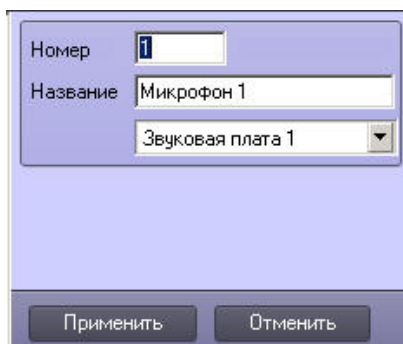 Номер 1
Название Микрофон 1
Звуковая плата 1
Применить Отменить